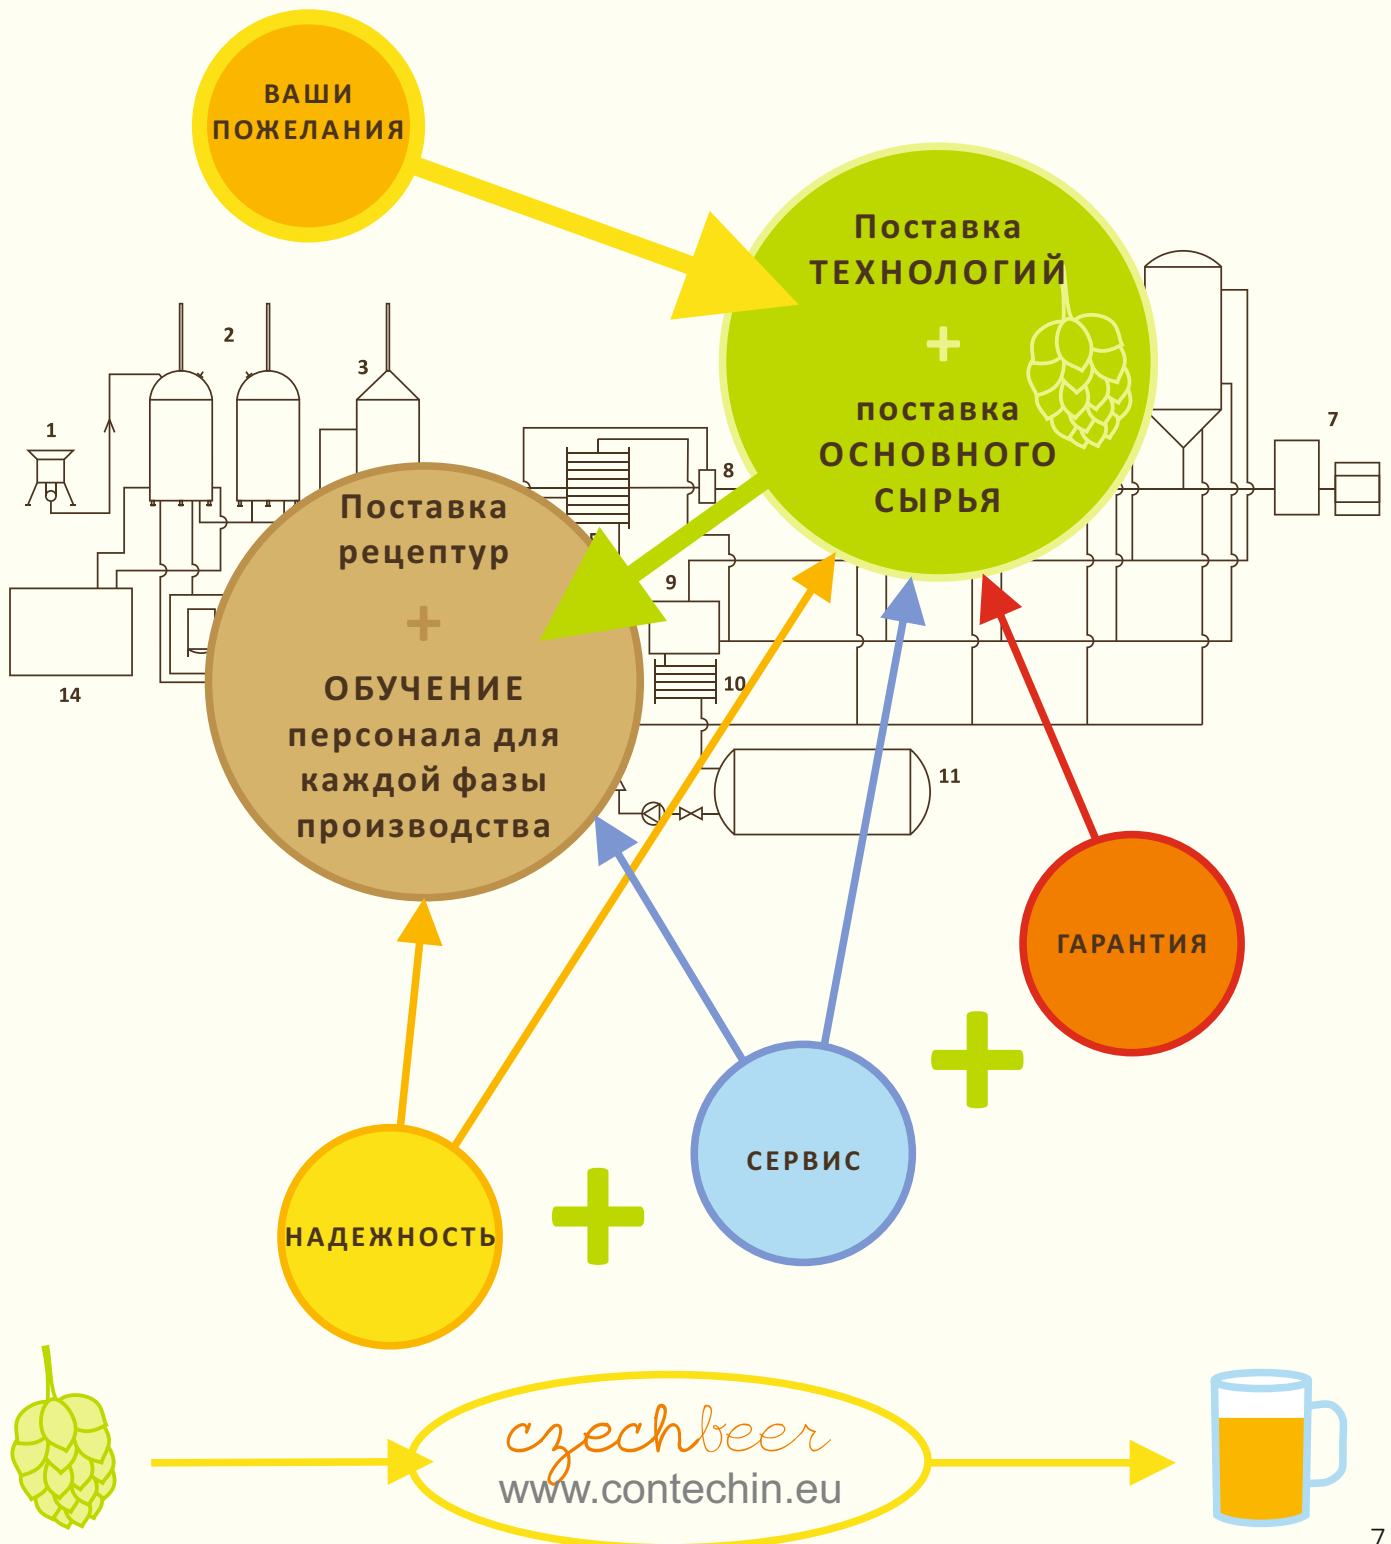 ВАШИ
ПОЖЕЛАНИЯ
Поставка
ТЕХНОЛОГИЙ
+
поставка
ОСНОВНОГО
СЫРЬЯ
1
2
3
7
8
9
10
11
14
Поставка
рецептур
+
ОБУЧЕНИЕ
персонала для
каждой фазы
производства
ГАРАНТИЯ
+
СЕРВИС
+
НАДЕЖНОСТЬ
czechbeer
www.contechin.eu
7